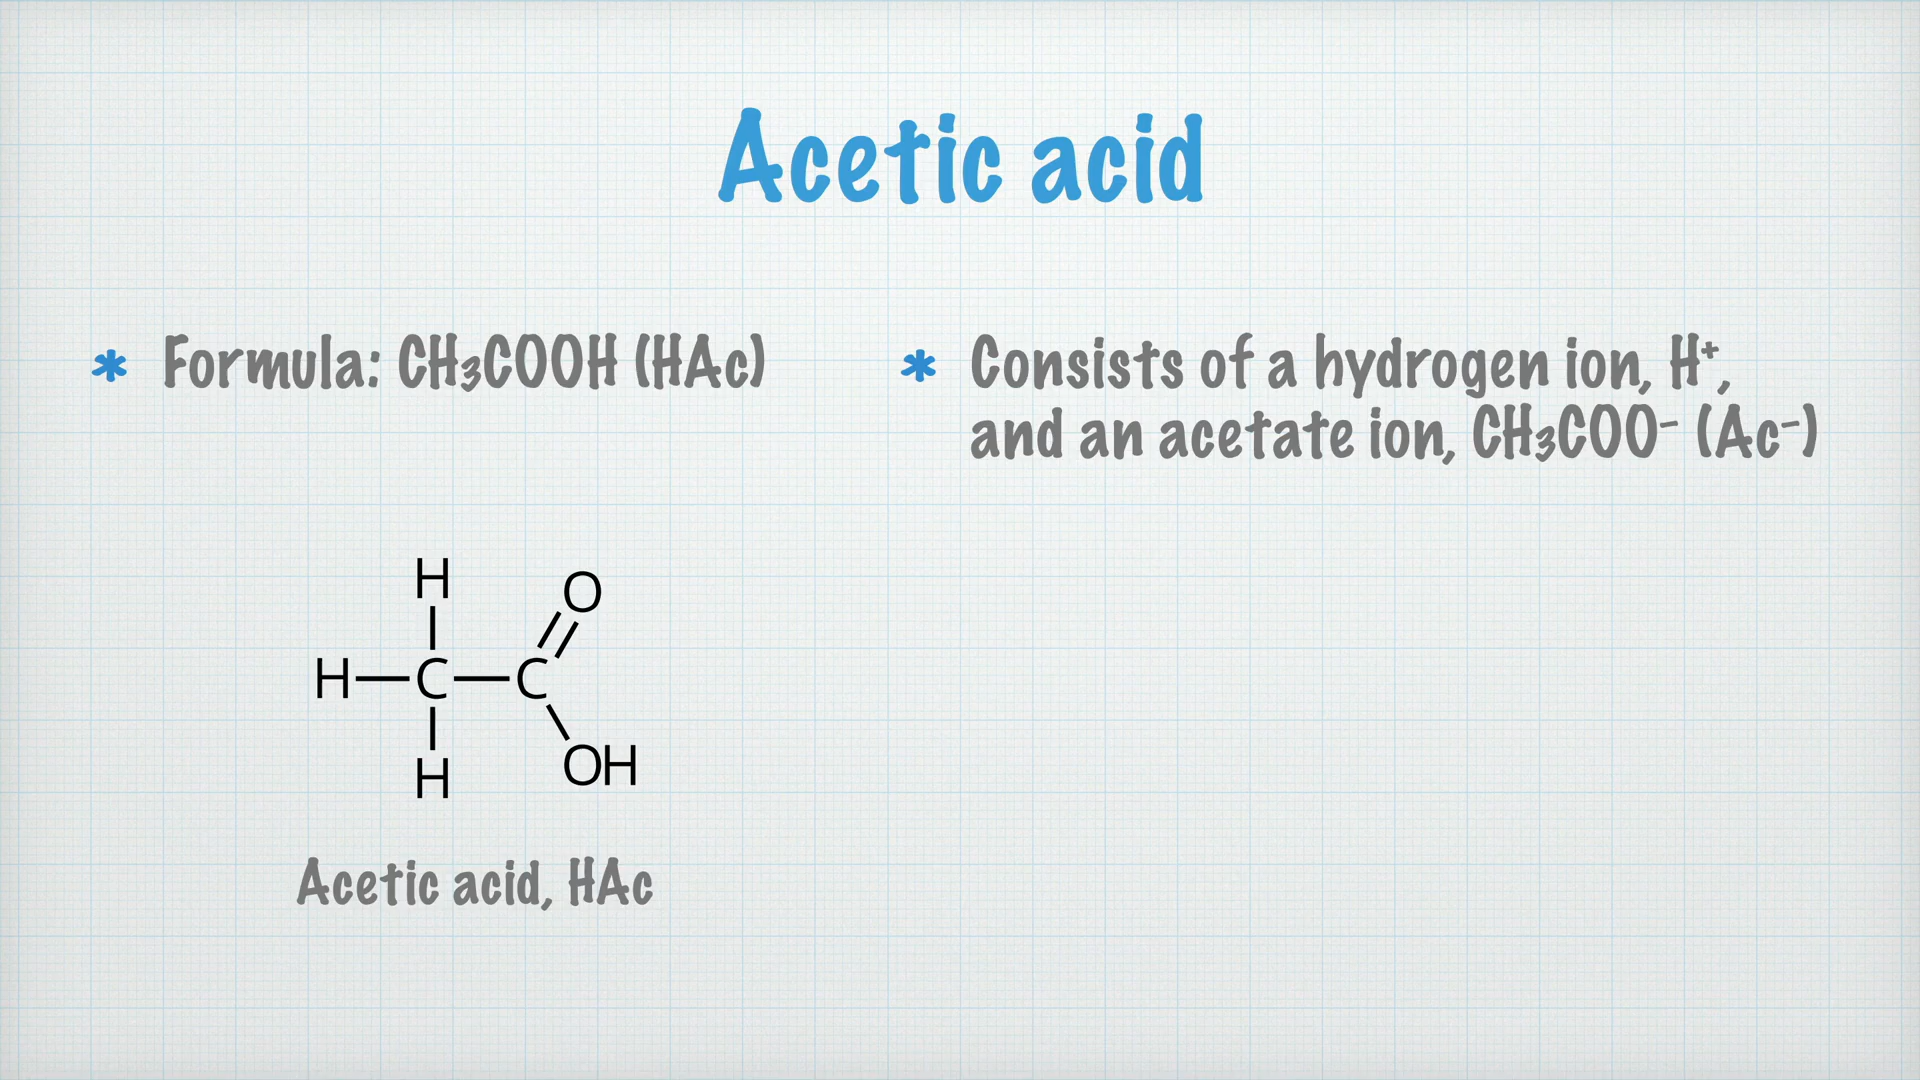 Acetic acid
* Formula: CH₃COOH (HAc)
* Consists of a hydrogen ion, H⁺,
and an acetate ion, CH₃COO⁻ (Ac⁻)
H
O
H C C
H
OH
Acetic acid, HAc